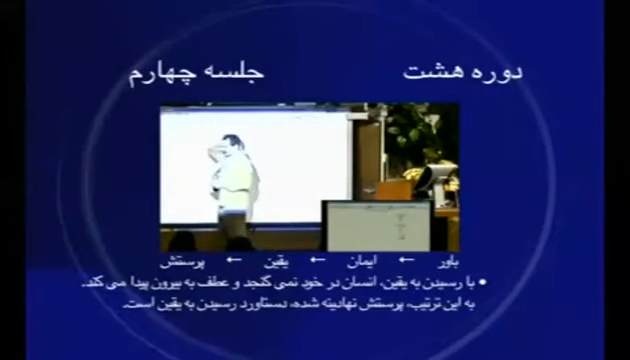 دوره هشت
جلسه چهارم
باور ← ایمان ← یقین ← پرستش
• با رسیدن به یقین، انسان در خود نمی گنجد و عطف به بیرون پیدا می کند.
به این ترتیب، پرستش نهادینه شده، دستاورد رسیدن به یقین است.